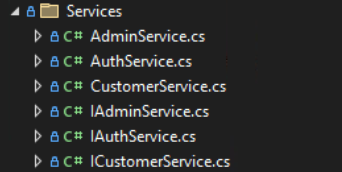 Services
C# AdminService.cs
C# AuthService.cs
C# CustomerService.cs
C# IAdminService.cs
C# IAuthService.cs
C# ICustomerService.cs